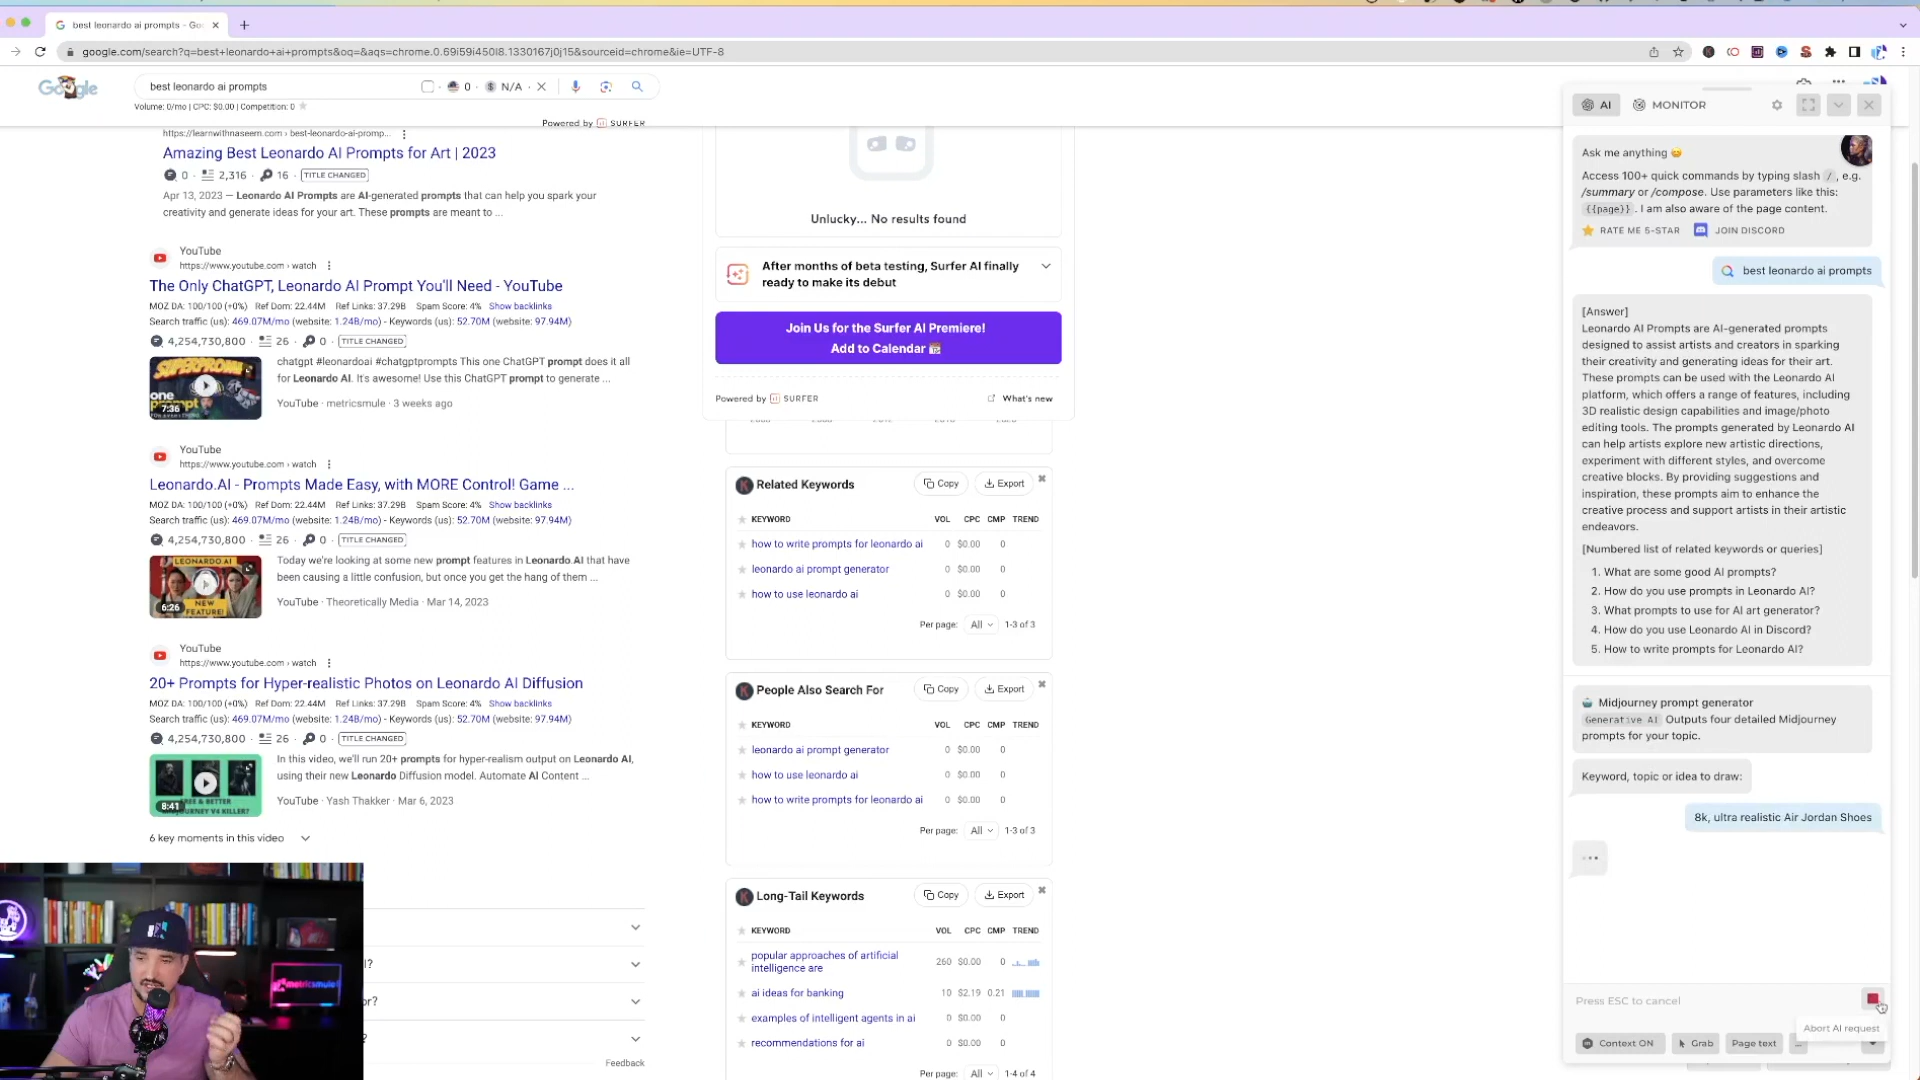 best leonardo ai prompts - Goo
google.com/search?q=best+leonardo+ai+prompts&oq=&aqs=chrome.0.69i59i450l8.1330167j0j15&sourceid=chrome&ie=UTF-8
Google
best leonardo ai prompts
0 · N/A ·
Volume: 0/mo | CPC: $0.00 | Competition: 0
Powered by SURFER
https://learnwithnaseem.com › best-leonardo-ai-promp...
Amazing Best Leonardo AI Prompts for Art | 2023
0 · 2,316 · 16 · TITLE CHANGED
Apr 13, 2023 — Leonardo AI Prompts are AI-generated prompts that can help you spark your
creativity and generate ideas for your art. These prompts are meant to ...
YouTube
https://www.youtube.com › watch
The Only ChatGPT, Leonardo AI Prompt You'll Need - YouTube
MOZ DA: 100/100 (+0%) Ref Dom: 22.44M Ref Links: 37.29B Spam Score: 4% Show backlinks
Search traffic (us): 469.07M/mo (website: 1.24B/mo) - Keywords (us): 52.70M (website: 97.94M)
4,254,730,800 · 26 · 0 · TITLE CHANGED
SUPERPROMPT
one
prompt
7:36
chatgpt #leonardoai #chatgptprompts This one ChatGPT prompt does it all
for Leonardo AI. It's awesome! Use this ChatGPT prompt to generate ...
YouTube · metricsmule · 3 weeks ago
YouTube
https://www.youtube.com › watch
Leonardo.AI - Prompts Made Easy, with MORE Control! Game ...
MOZ DA: 100/100 (+0%) Ref Dom: 22.44M Ref Links: 37.29B Spam Score: 4% Show backlinks
Search traffic (us): 469.07M/mo (website: 1.24B/mo) - Keywords (us): 52.70M (website: 97.94M)
4,254,730,800 · 26 · 0 · TITLE CHANGED
LEONARDO.AI
NEW
FEATURE!
6:26
Today we're looking at some new prompt features in Leonardo.AI that have
been causing a little confusion, but once you get the hang of them ...
YouTube · Theoretically Media · Mar 14, 2023
YouTube
https://www.youtube.com › watch
20+ Prompts for Hyper-realistic Photos on Leonardo AI Diffusion
MOZ DA: 100/100 (+0%) Ref Dom: 22.44M Ref Links: 37.29B Spam Score: 4% Show backlinks
Search traffic (us): 469.07M/mo (website: 1.24B/mo) - Keywords (us): 52.70M (website: 97.94M)
4,254,730,800 · 26 · 0 · TITLE CHANGED
FREE & BETTER
MIDJOURNEY V4 KILLER?
8:41
In this video, we'll run 20+ prompts for hyper-realism output on Leonardo AI,
using their new Leonardo Diffusion model. Automate AI Content ...
YouTube · Yash Thakker · Mar 6, 2023
6 key moments in this video
I?
or?
?
Feedback
metricsmule
Unlucky... No results found
After months of beta testing, Surfer AI finally
ready to make its debut
Join Us for the Surfer AI Premiere!
Add to Calendar
Powered by SURFER
What's new
Related Keywords
Copy
Export
KEYWORD VOL CPC CMP TREND
how to write prompts for leonardo ai 0 $0.00 0
leonardo ai prompt generator 0 $0.00 0
how to use leonardo ai 0 $0.00 0
Per page: All 1-3 of 3
People Also Search For
Copy
Export
KEYWORD VOL CPC CMP TREND
leonardo ai prompt generator 0 $0.00 0
how to use leonardo ai 0 $0.00 0
how to write prompts for leonardo ai 0 $0.00 0
Per page: All 1-3 of 3
Long-Tail Keywords
Copy
Export
KEYWORD VOL CPC CMP TREND
popular approaches of artificial
intelligence are 260 $0.00 0
ai ideas for banking 10 $2.19 0.21
examples of intelligent agents in ai 0 $0.00 0
recommendations for ai 0 $0.00 0
Per page: All 1-4 of 4
AI
MONITOR
Ask me anything
Access 100+ quick commands by typing slash /, e.g.
/summary or /compose. Use parameters like this:
{{page}}. I am also aware of the page content.
RATE ME 5-STAR
JOIN DISCORD
best leonardo ai prompts
[Answer]
Leonardo AI Prompts are AI-generated prompts
designed to assist artists and creators in sparking
their creativity and generating ideas for their art.
These prompts can be used with the Leonardo AI
platform, which offers a range of features, including
3D realistic design capabilities and image/photo
editing tools. The prompts generated by Leonardo AI
can help artists explore new artistic directions,
experiment with different styles, and overcome
creative blocks. By providing suggestions and
inspiration, these prompts aim to enhance the
creative process and support artists in their artistic
endeavors.
[Numbered list of related keywords or queries]
1. What are some good AI prompts?
2. How do you use prompts in Leonardo AI?
3. What prompts to use for AI art generator?
4. How do you use Leonardo AI in Discord?
5. How to write prompts for Leonardo AI?
Midjourney prompt generator
Generative AI Outputs four detailed Midjourney
prompts for your topic.
Keyword, topic or idea to draw:
8k, ultra realistic Air Jordan Shoes
Press ESC to cancel
Abort AI request
Context ON
Grab
Page text
...